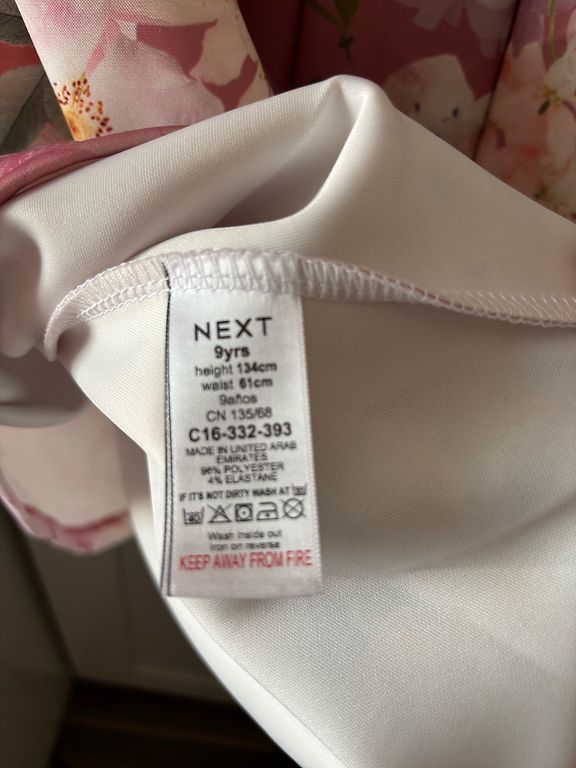 NEXT
9yrs
height 134cm
waist 61cm
9años
CN 135/68
C16-332-393
MADE IN UNITED ARAB
EMIRATES
96% POLYESTER
4% ELASTANE
IF IT'S NOT DIRTY WASH AT
Wash inside out
Iron on reverse
KEEP AWAY FROM FIRE